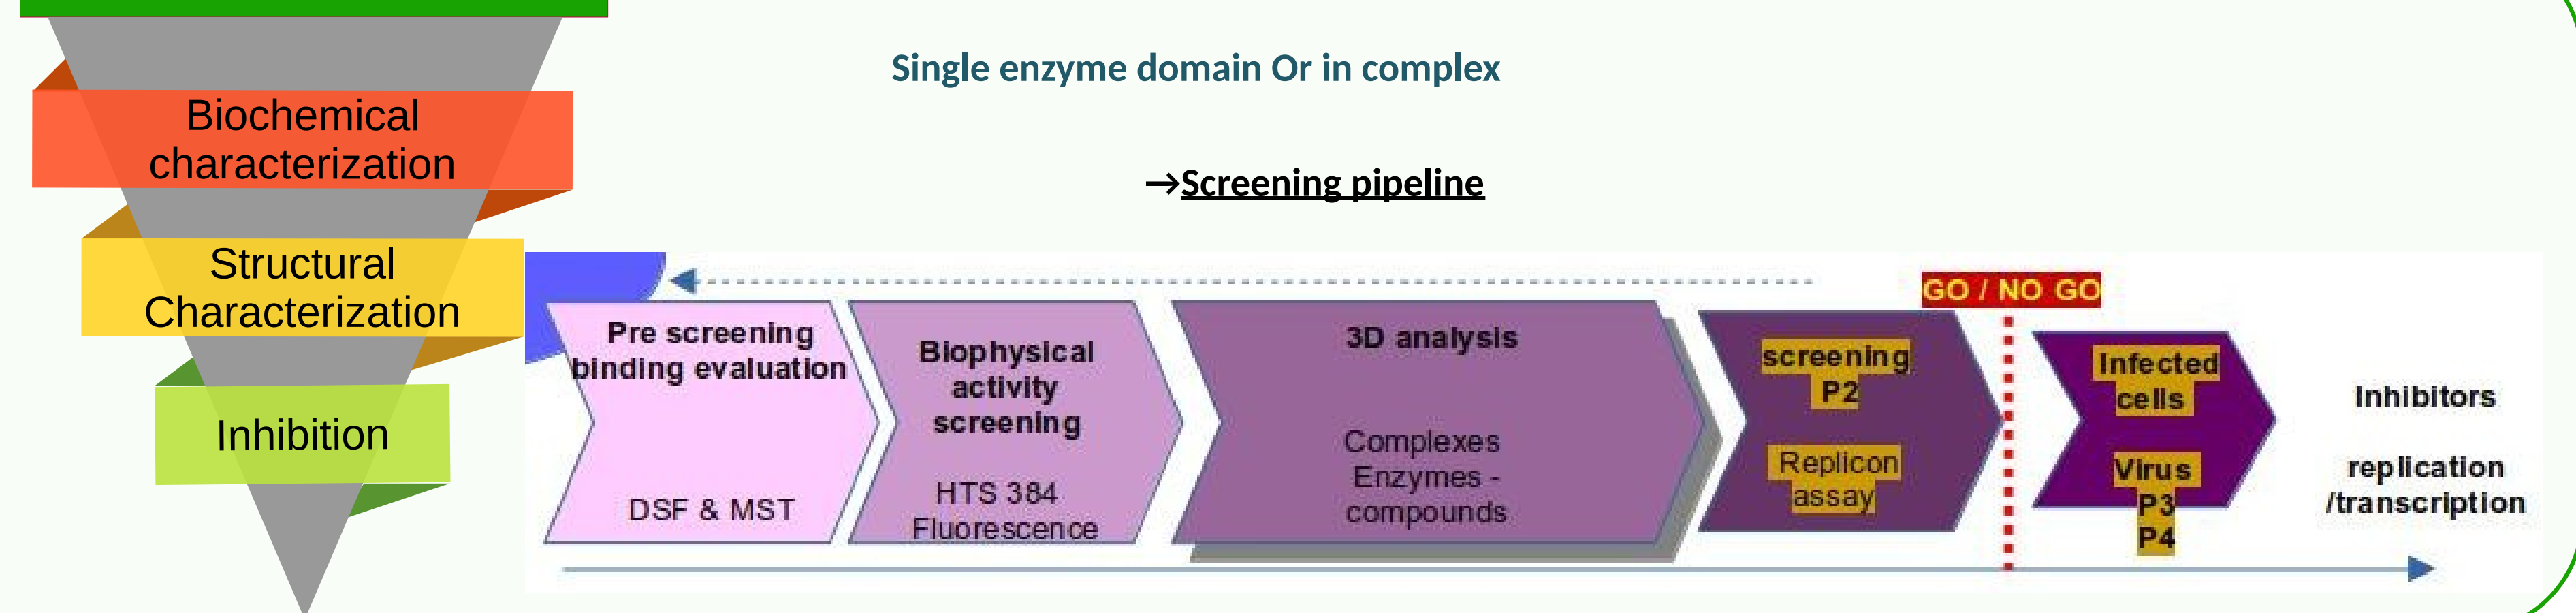 Biochemical
characterization
Structural
Characterization
Inhibition
Single enzyme domain Or in complex
→Screening pipeline
GO / NO GO
Pre screening
binding evaluation
DSF & MST
Biophysical
activity
screening
HTS 384
Fluorescence
3D analysis
Complexes
Enzymes -
compounds
screening
P2
Replicon
assay
Infected
cells
Virus
P3
P4
Inhibitors
replication
/transcription